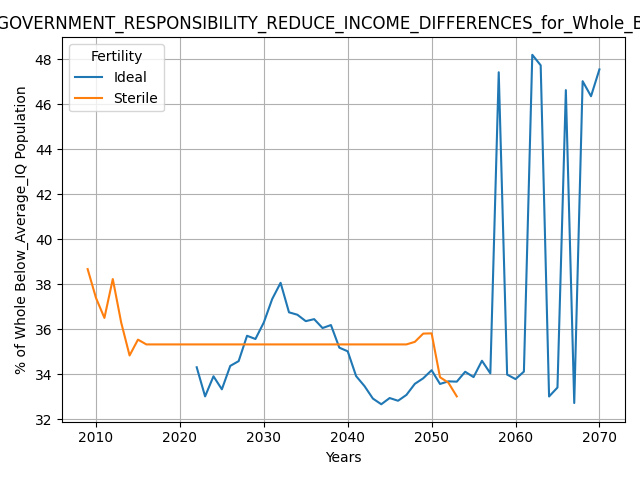 GOVERNMENT_RESPONSIBILITY_REDUCE_INCOME_DIFFERENCES_for_Whole_
Fertility
Ideal
Sterile
% of Whole Below_Average_IQ Population
48
46
44
42
40
38
36
34
32
2010 2020 2030 2040 2050 2060 2070
Years